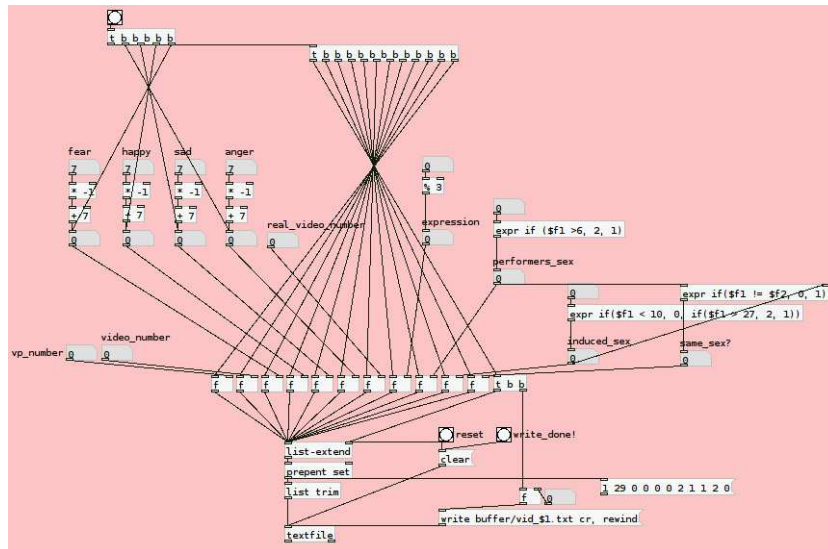 t b b b b b
t b b b b b b b b b b b b
fear happy sad anger
7 7 7 7 0
* -1 * -1 * -1 * -1 % 3
+ 7 + 7 + 7 + 7 0
real_video_number expression expr if ($f1 >6, 2, 1)
0 0 0 0 0 0
performers_sex
0
0 expr if($f1 != $f2, 0, 1)
expr if($f1 < 10, 0, if($f1 > 27, 2, 1))
video_number induced_sex same_sex?
vp_number 0 0 0 0
f f f f f f f f f f f t b b
reset write_done!
list-extend
clear
prepent set
list trim 1 29 0 0 0 0 2 1 1 2 0
f 0
write buffer/vid_$1.txt cr, rewind
textfile